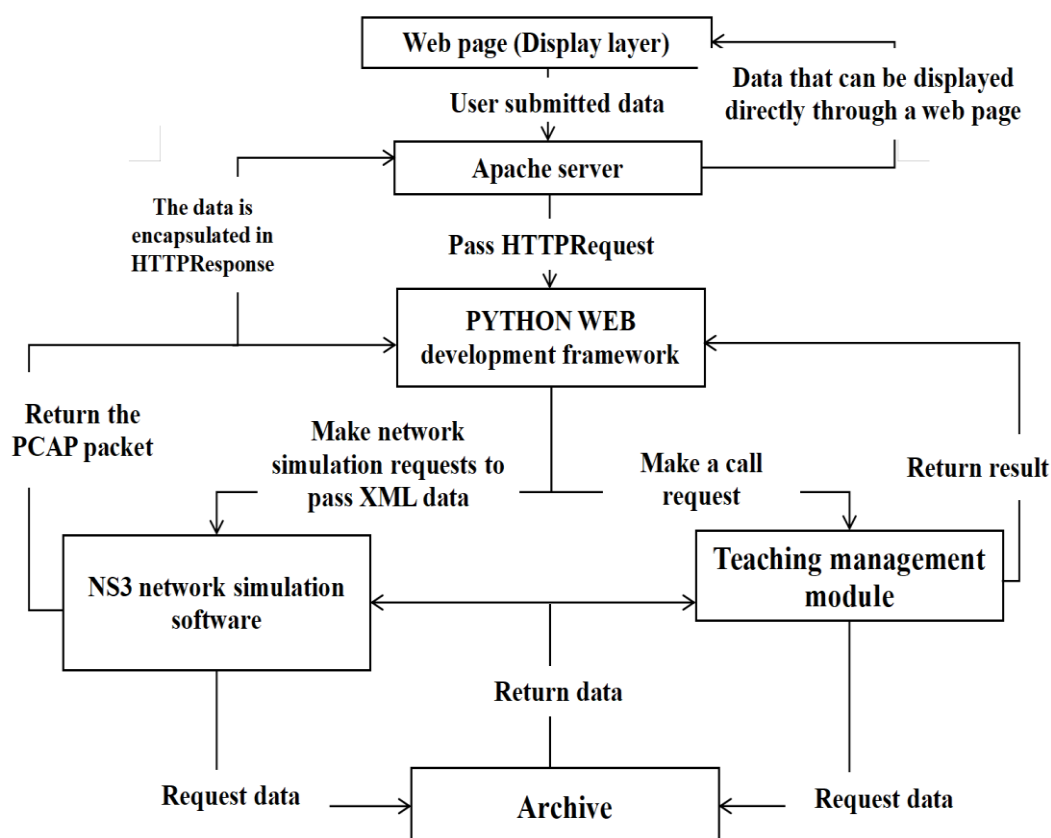 Web page (Display layer)
Data that can be displayed
directly through a web page
User submitted data
Apache server
The data is
encapsulated in
HTTPResponse
Pass HTTPRequest
PYTHON WEB
development framework
Return the
PCAP packet
Make network
simulation requests to
pass XML data
Make a call
request
Return result
NS3 network simulation
software
Teaching management
module
Return data
Request data
Archive
Request data